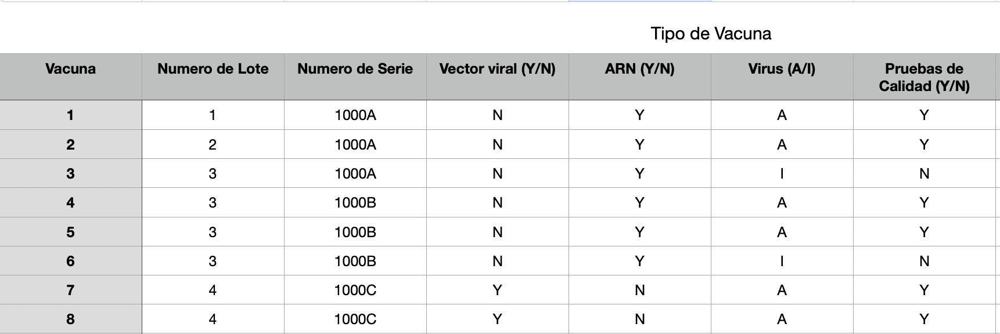 Tipo de Vacuna
Vacuna Numero de Lote Numero de Serie Vector viral (Y/N) ARN (Y/N) Virus (A/I) Pruebas de
Calidad (Y/N)
1 1 1000A N Y A Y
2 2 1000A N Y A Y
3 3 1000A N Y I N
4 3 1000B N Y A Y
5 3 1000B N Y A Y
6 3 1000B N Y I N
7 4 1000C Y N A Y
8 4 1000C Y N A Y